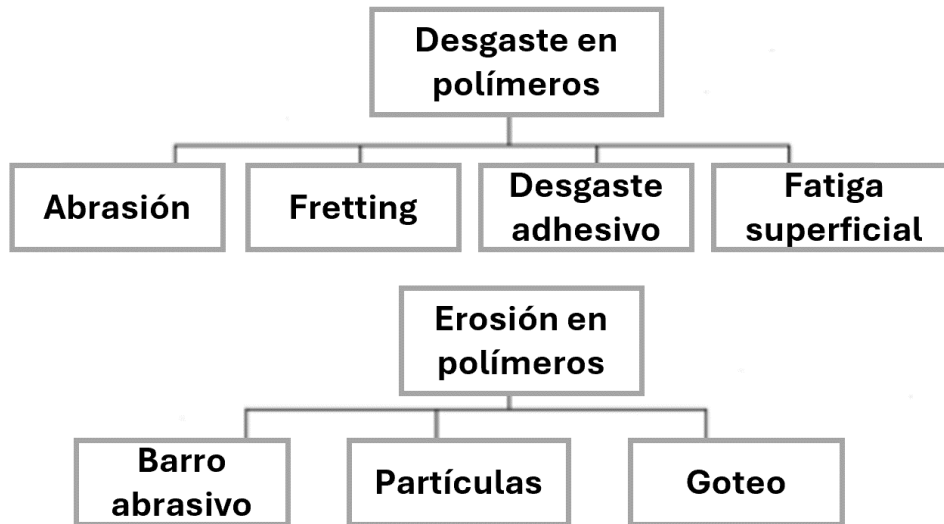 Desgaste en
polímeros
Abrasión
Fretting
Desgaste
adhesivo
Fatiga
superficial
Erosión en
polímeros
Barro
abrasivo
Partículas
Goteo